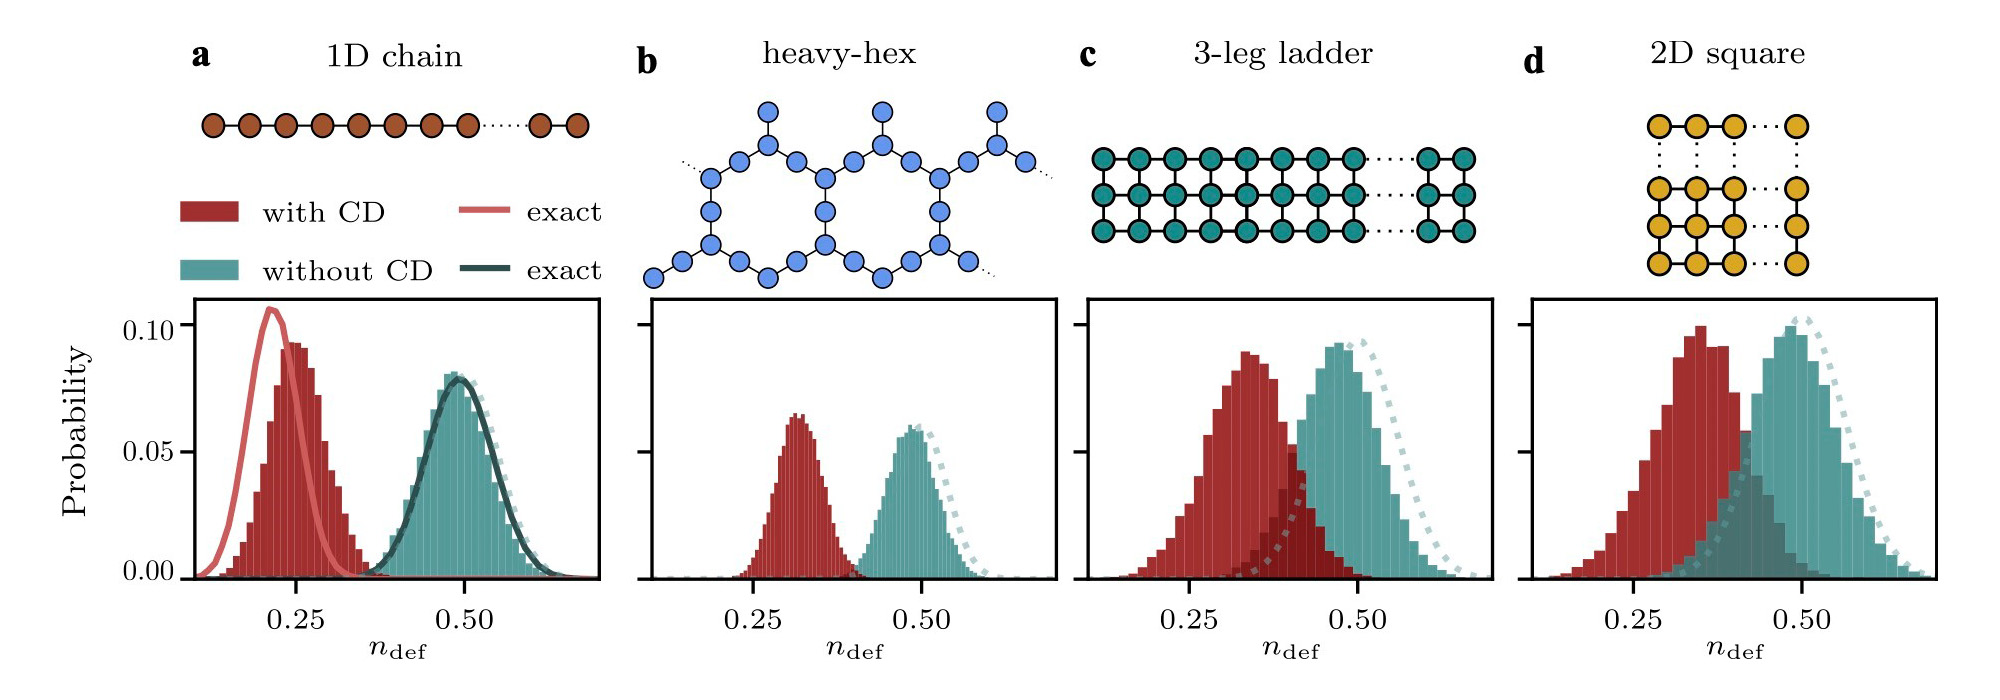 a 1D chain
b heavy-hex
c 3-leg ladder
d 2D square
with CD exact
without CD exact
Probability
0.10
0.05
0.00
0.25 0.50
n_def
0.25 0.50
n_def
0.25 0.50
n_def
0.25 0.50
n_def